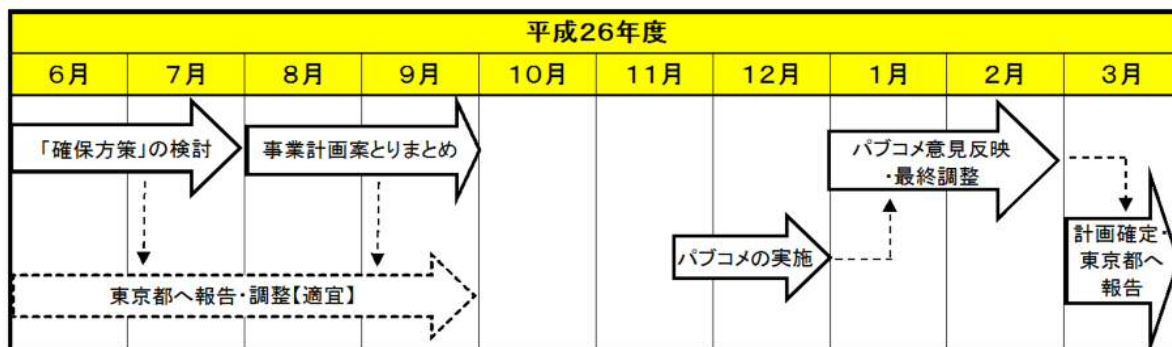 平成26年度
6月 7月 8月 9月 10月 11月 12月 1月 2月 3月
「確保方策」の検討
事業計画案とりまとめ
パブコメ意見反映
・最終調整
パブコメの実施
計画確定・
東京都へ
報告
東京都へ報告・調整【適宜】